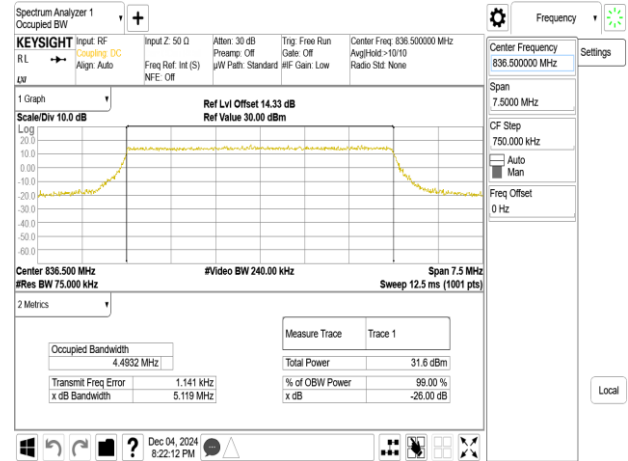 Spectrum Analyzer 1
Occupied BW
Frequency
KEYSIGHT
RL
LXI
Input: RF
Coupling: DC
Align: Auto
Input Z: 50 Ω
Freq Ref: Int (S)
NFE: Off
Atten: 30 dB
Preamp: Off
µW Path: Standard
Trig: Free Run
Gate: Off
#IF Gain: Low
Center Freq: 836.500000 MHz
Avg|Hold:>10/10
Radio Std: None
Center Frequency
836.500000 MHz
Settings
Span
7.5000 MHz
CF Step
750.000 kHz
Auto
Man
Freq Offset
0 Hz
Local
1 Graph
Scale/Div 10.0 dB
Ref Lvl Offset 14.33 dB
Ref Value 30.00 dBm
Log
20.0
10.0
0.00
-10.0
-20.0
-30.0
-40.0
-50.0
-60.0
Center 836.500 MHz
#Video BW 240.00 kHz
Span 7.5 MHz
#Res BW 75.000 kHz
Sweep 12.5 ms (1001 pts)
2 Metrics
Measure Trace
Trace 1
Occupied Bandwidth
4.4932 MHz
Total Power
31.6 dBm
Transmit Freq Error
1.141 kHz
% of OBW Power
99.00 %
x dB Bandwidth
5.119 MHz
x dB
-26.00 dB
?
Dec 04, 2024
8:22:12 PM